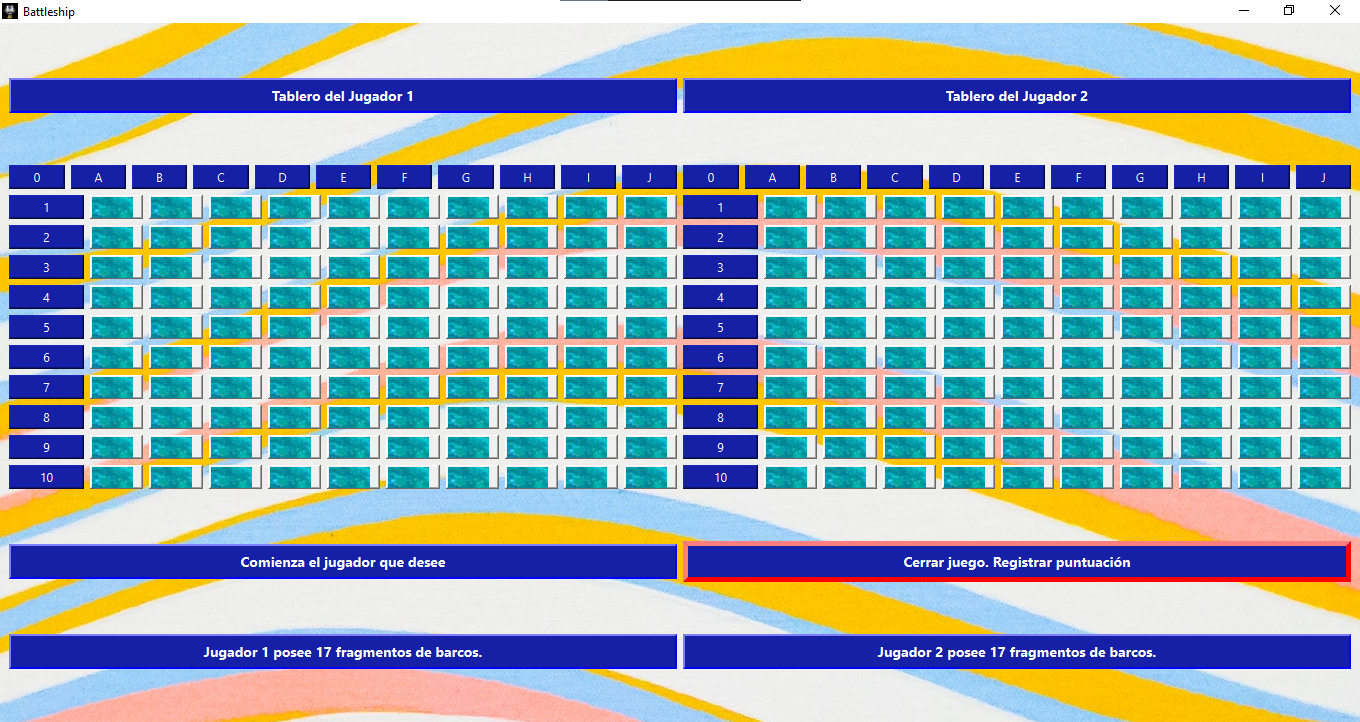 Battleship
Tablero del Jugador 1 Tablero del Jugador 2
0 A B C D E F G H I J 0 A B C D E F G H I J
1 1
2 2
3 3
4 4
5 5
6 6
7 7
8 8
9 9
10 10
Comienza el jugador que desee Cerrar juego. Registrar puntuación
Jugador 1 posee 17 fragmentos de barcos. Jugador 2 posee 17 fragmentos de barcos.